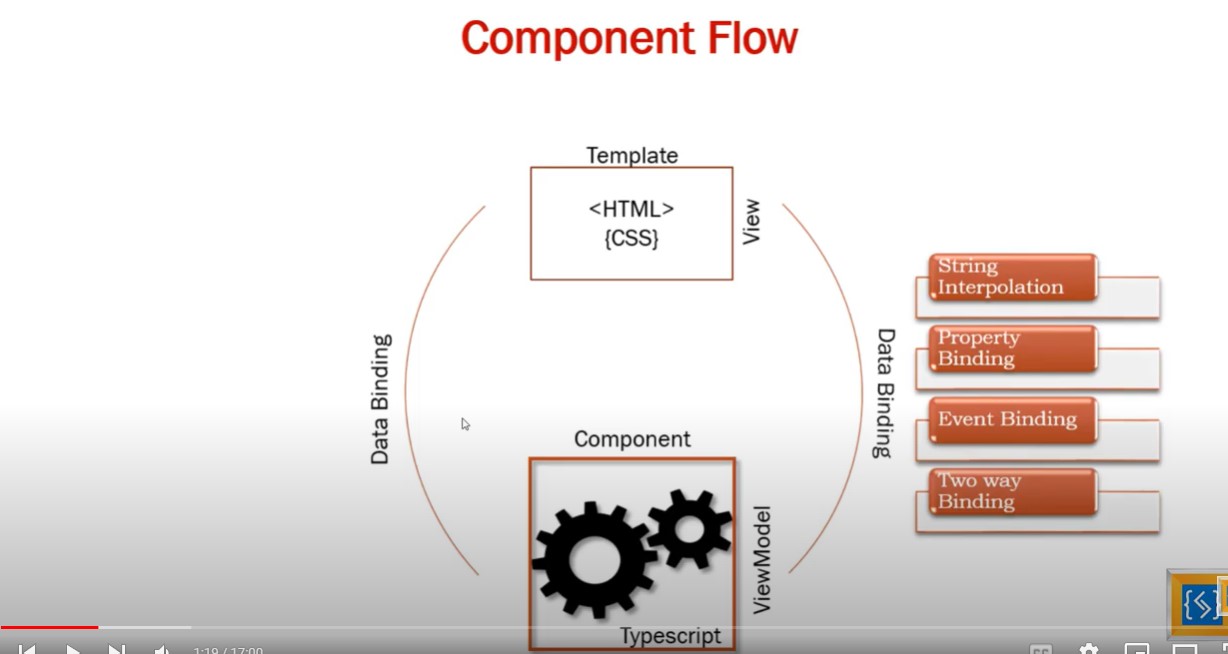 Component Flow
Template
<HTML>
{CSS}
View
Data Binding
Data Binding
String
Interpolation
Property
Binding
Event Binding
Two way
Binding
Component
ViewModel
Typescript
1:19 / 17:00
CC